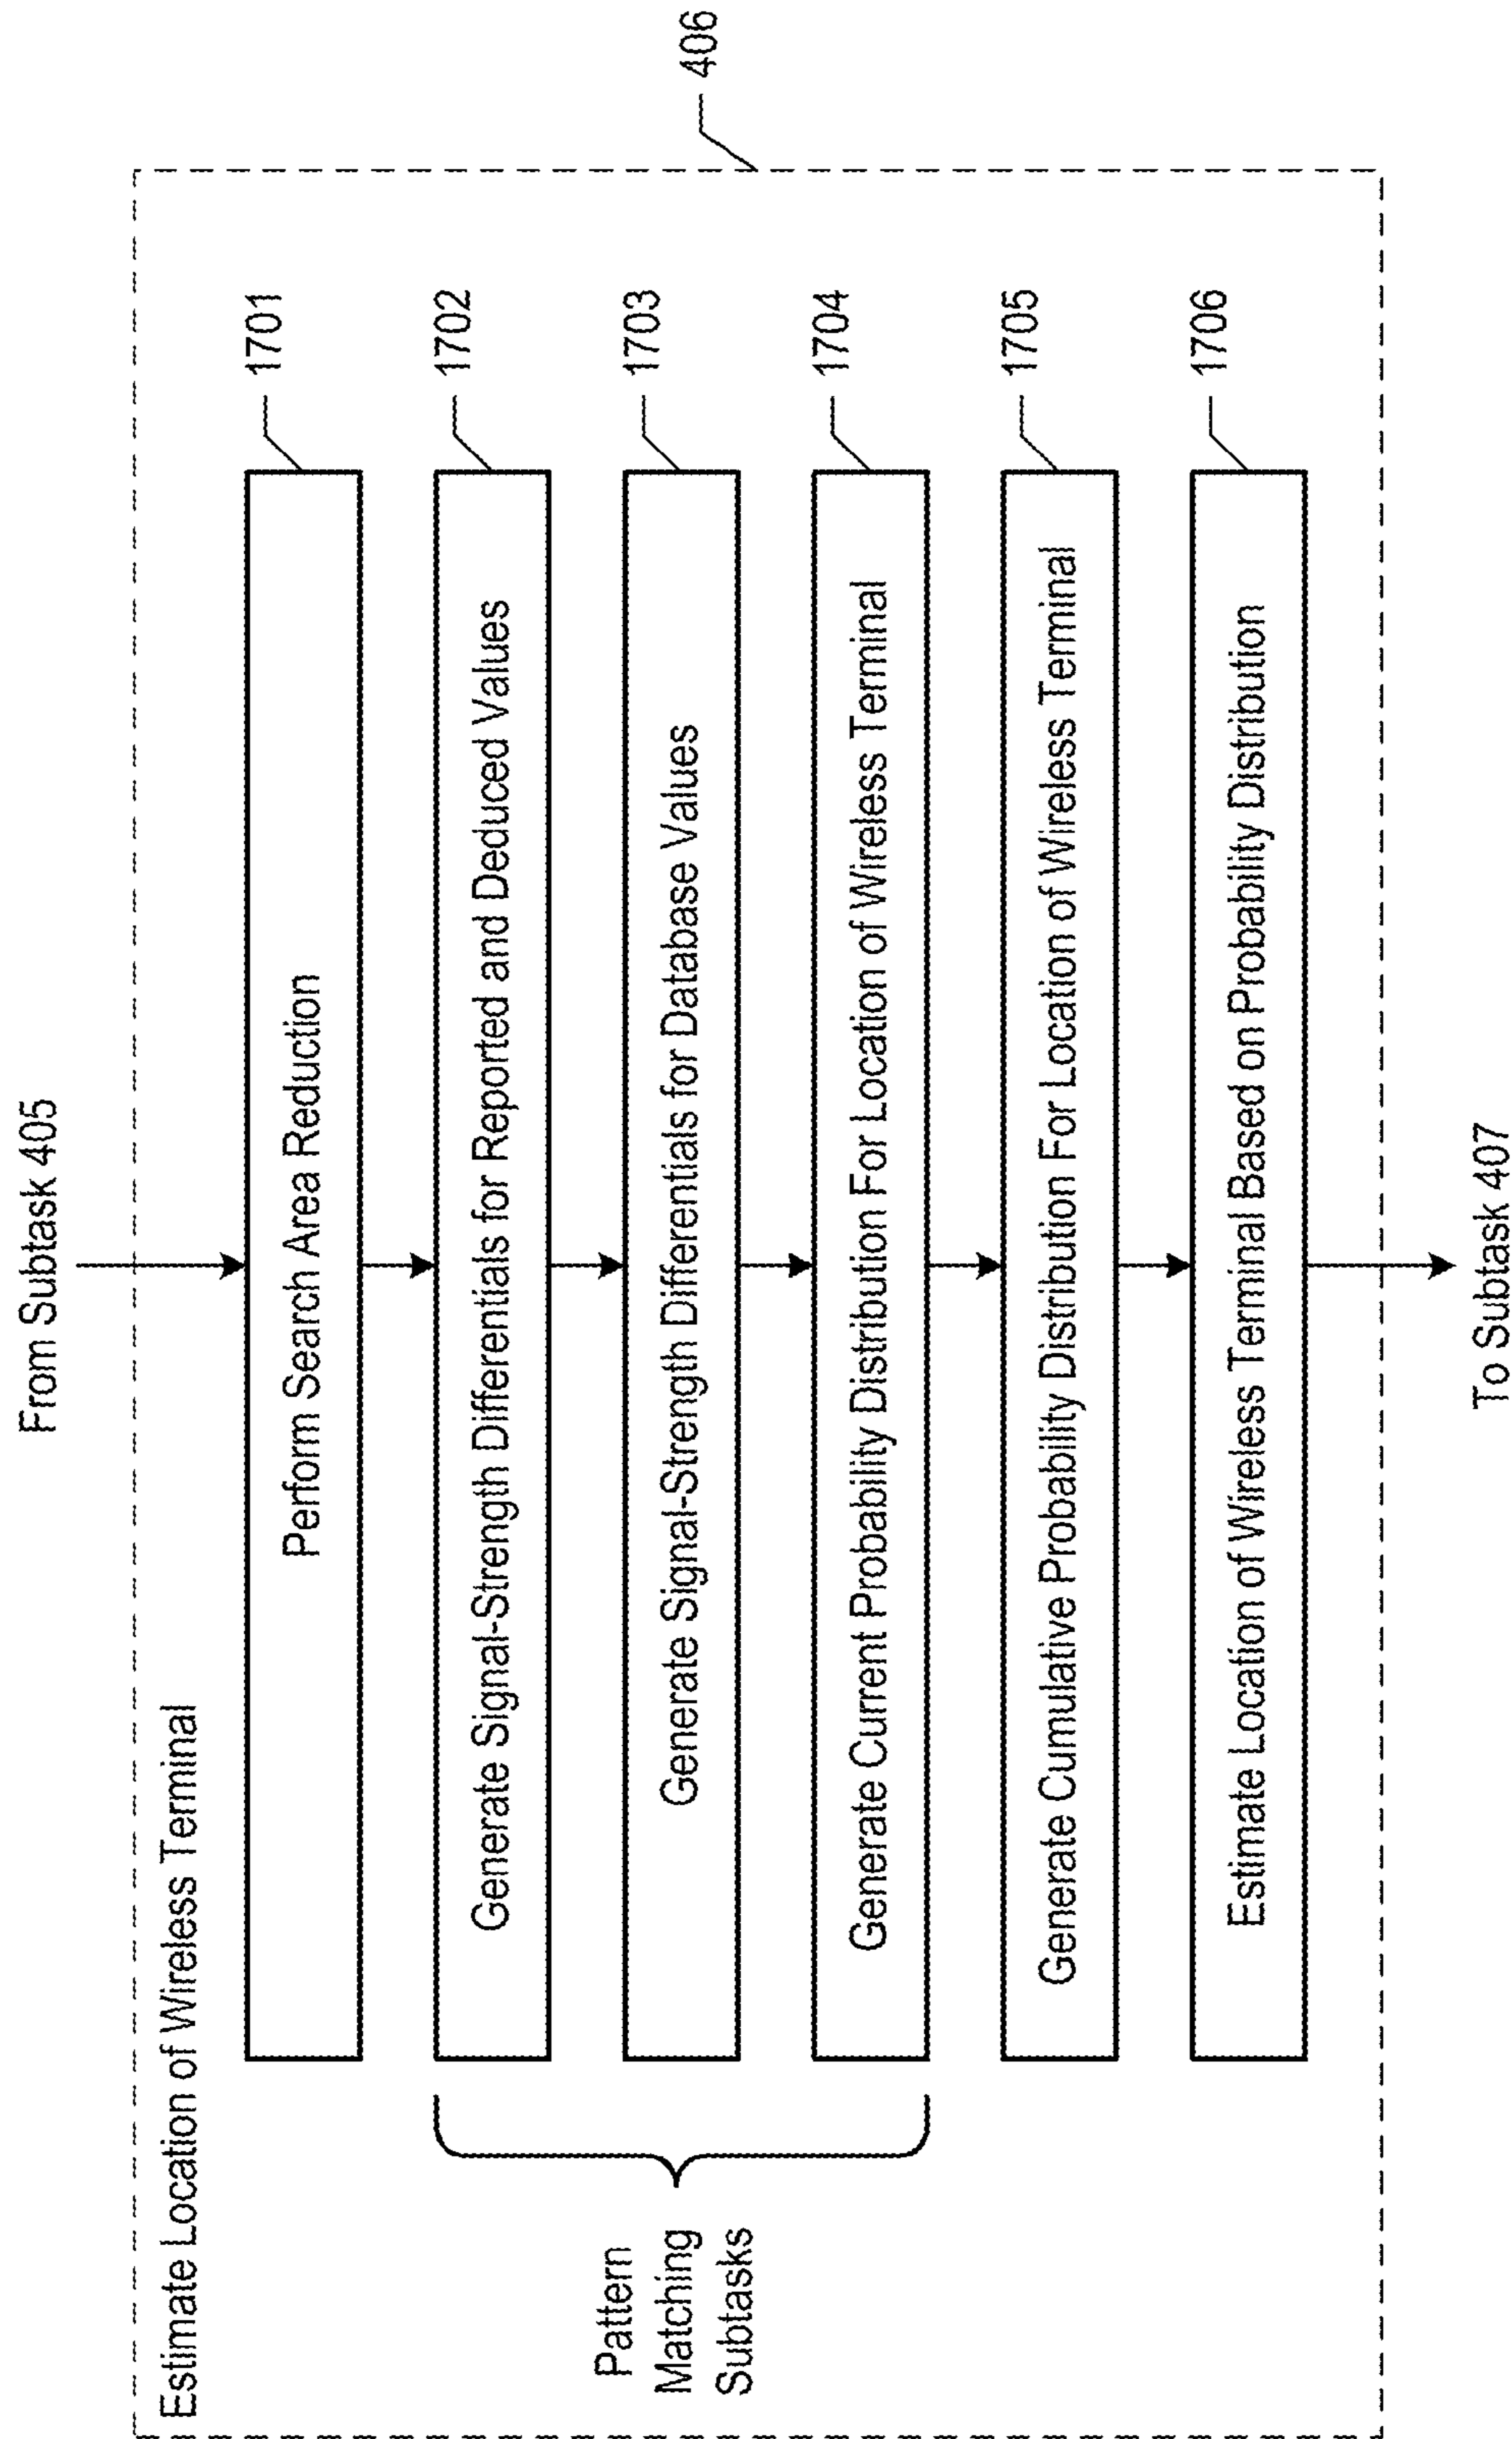 From Subtask 405
Estimate Location of Wireless Terminal
406
Perform Search Area Reduction
1701
Generate Signal-Strength Differentials for Reported and Deduced Values
1702
Generate Signal-Strength Differentials for Database Values
1703
Generate Current Probability Distribution For Location of Wireless Terminal
1704
Pattern
Matching
Subtasks
Generate Cumulative Probability Distribution For Location of Wireless Terminal
1705
Estimate Location of Wireless Terminal Based on Probability Distribution
1706
To Subtask 407